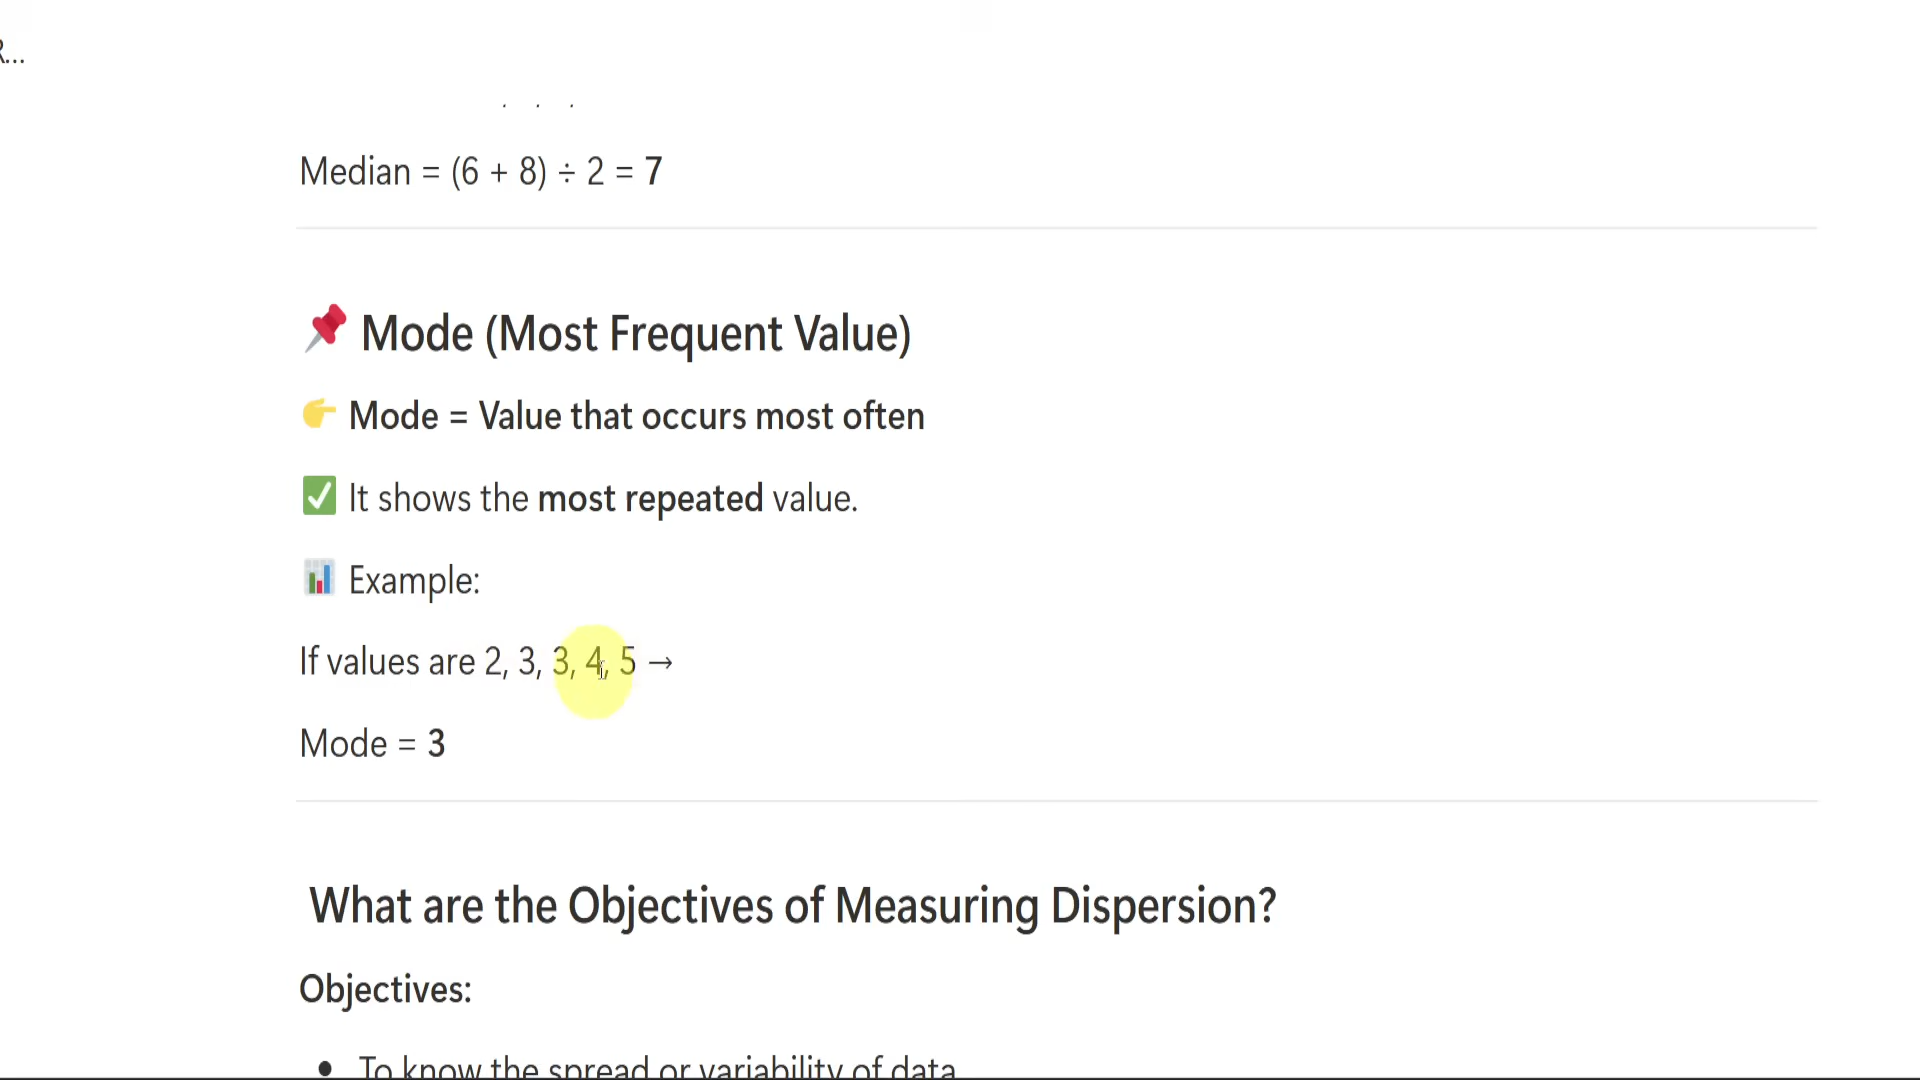 Median = (6 + 8) ÷ 2 = 7
Mode (Most Frequent Value)
Mode = Value that occurs most often
It shows the most repeated value.
Example:
If values are 2, 3, 3, 4, 5 →
Mode = 3
What are the Objectives of Measuring Dispersion?
Objectives:
• To know the spread or variability of data